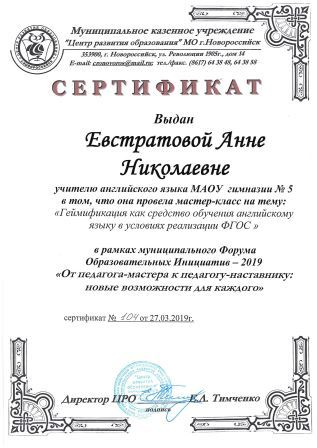 Муниципальное казенное учреждение
"Центр развития образования" МО г.Новороссийск
353900, г. Новороссийск, ул. Революции 1905г., дом 14
E-mail: cronovoros@mail.ru; тел./факс. (8617) 64 38 48, 64 38 88
СЕРТИФИКАТ
Выдан
Евстратовой Анне
Николаевне
учителю английского языка МАОУ гимназии № 5
в том, что она провела мастер-класс на тему:
«Геймификация как средство обучения английскому
языку в условиях реализации ФГОС »
в рамках муниципального Форума
Образовательных Инициатив – 2019
«От педагога-мастера к педагогу-наставнику:
новые возможности для каждого»
сертификат № 104 от 27.03.2019г.
Директор ЦРО Е.Л. Тимченко
подпись